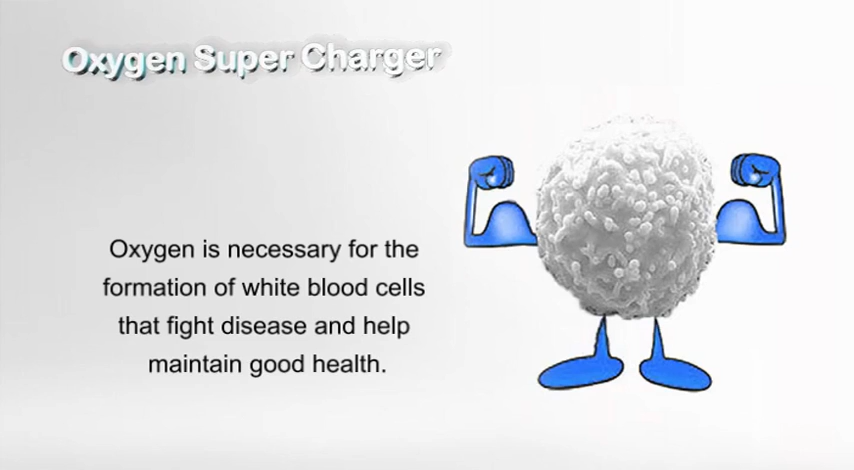 Oxygen Super Charger
Oxygen is necessary for the
formation of white blood cells
that fight disease and help
maintain good health.